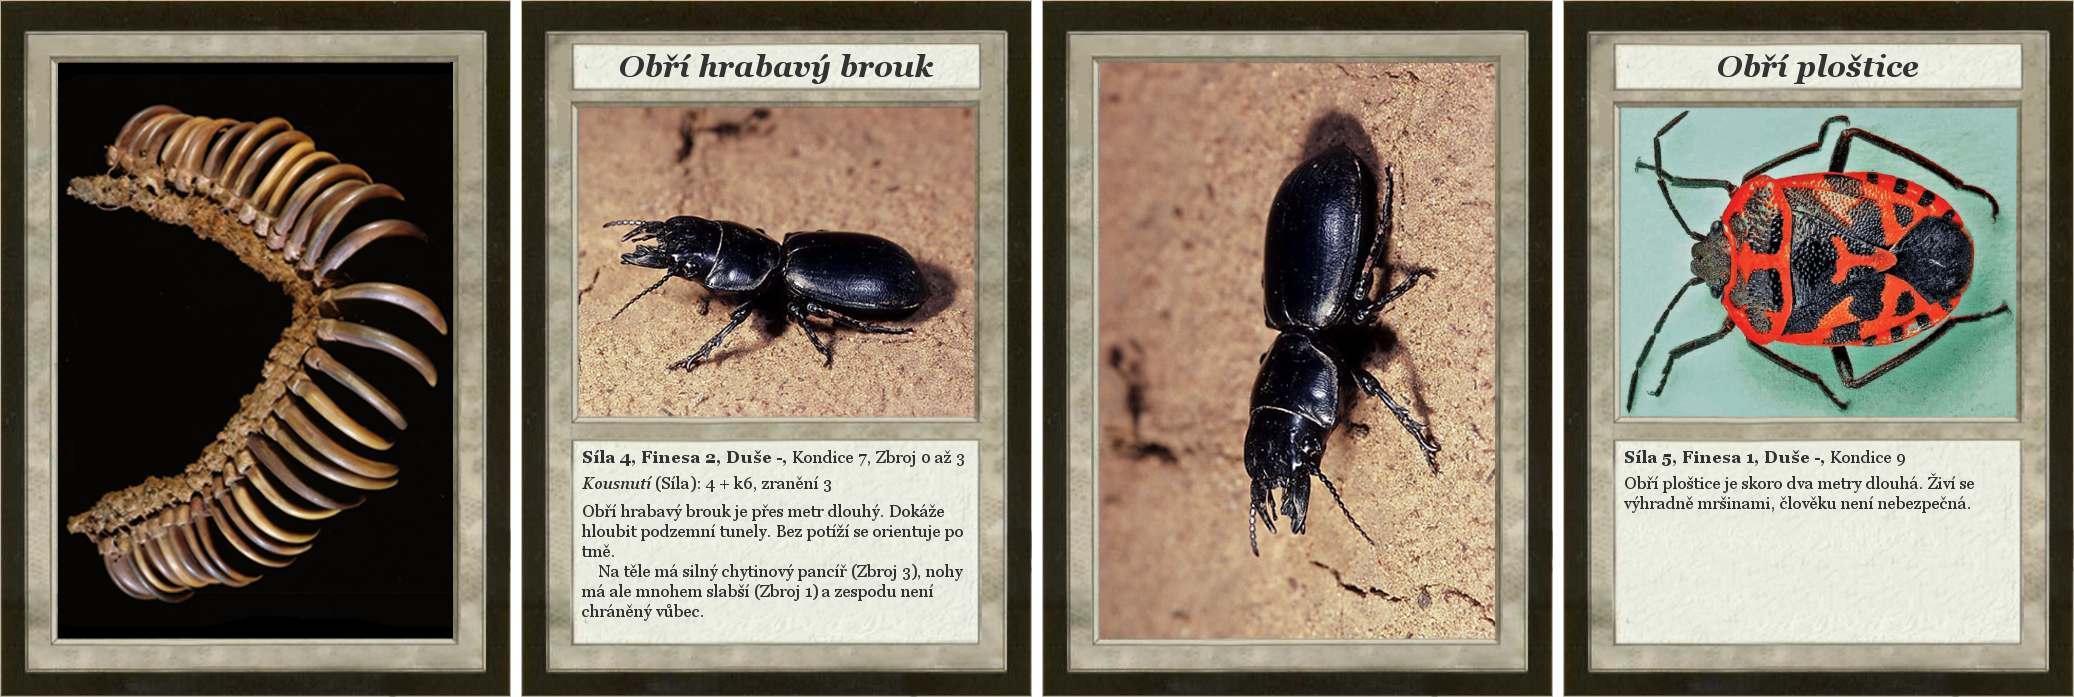 Obří hrabavý brouk
Síla 4, Finesa 2, Duše -, Kondice 7, Zbroj 0 až 3
Kousnutí (Síla): 4 + k6, zranění 3
Obří hrabavý brouk je přes metr dlouhý. Dokáže
hloubit podzemní tunely. Bez potíží se orientuje po
tmě.
Na těle má silný chytinový pancíř (Zbroj 3), nohy
má ale mnohem slabší (Zbroj 1) a zespodu není
chráněný vůbec.
Obří ploštice
Síla 5, Finesa 1, Duše -, Kondice 9
Obří ploštice je skoro dva metry dlouhá. Živí se
výhradně mršinami, člověku není nebezpečná.